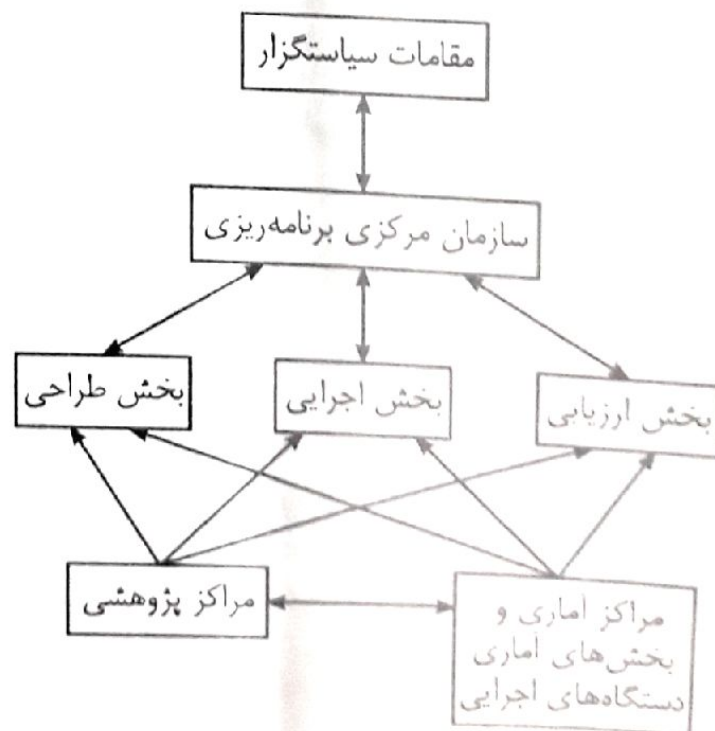 مقامات سیاستگزار
سازمان مرکزی برنامه‌ریزی
بخش طراحی
بخش اجرایی
بخش ارزیابی
مراکز پژوهشی
مراکز آماری و
بخش‌های آماری
دستگاه‌های اجرایی